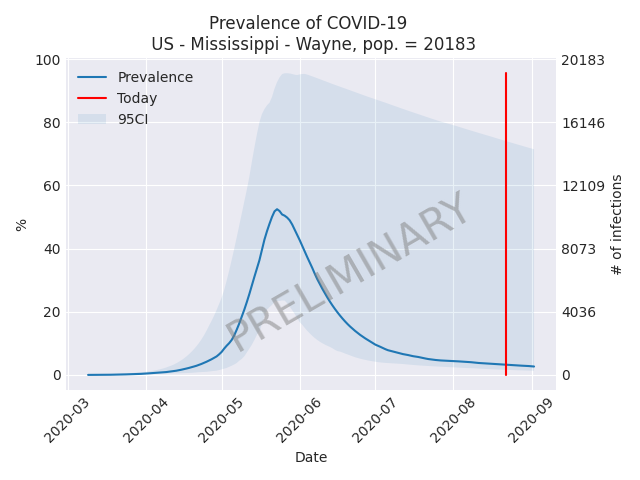 Prevalence of COVID-19
US - Mississippi - Wayne, pop. = 20183
Prevalence
Today
95CI
100
80
60
40
20
0
%
20183
16146
12109
8073
4036
0
# of infections
PRELIMINARY
2020-03
2020-04
2020-05
2020-06
2020-07
2020-08
2020-09
Date